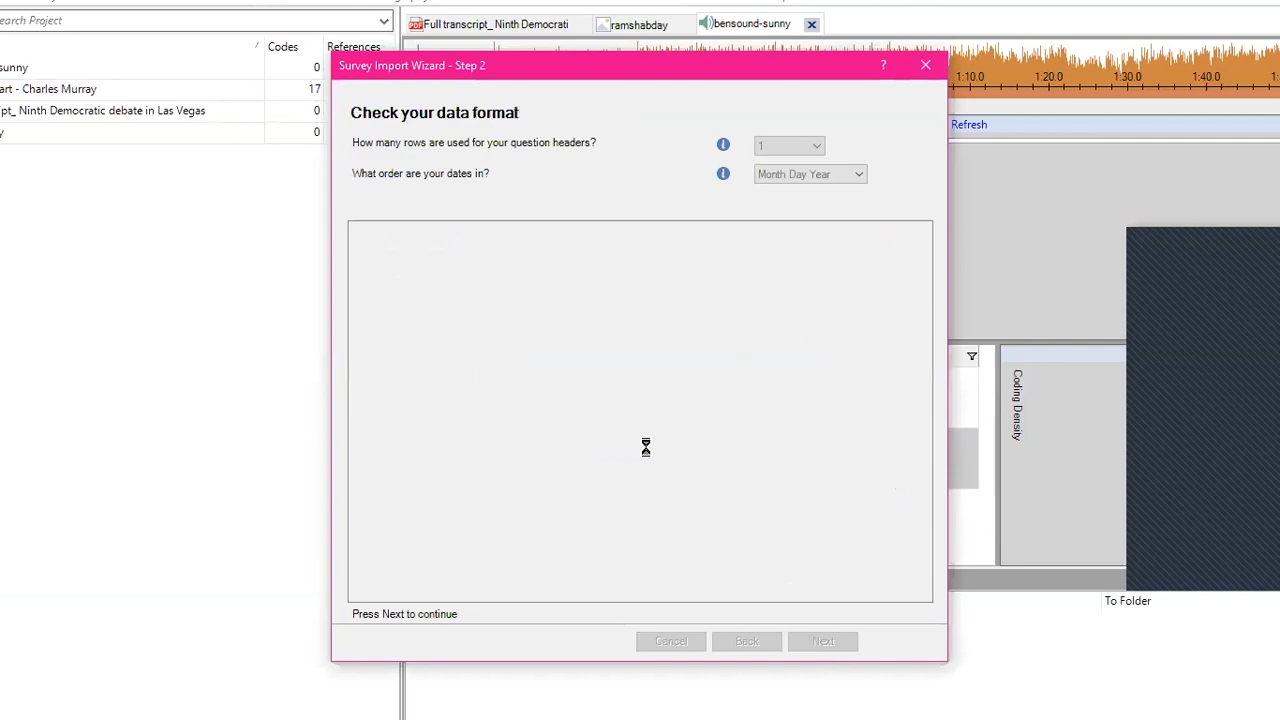 earch Project
Full transcript_ Ninth Democrati
ramshabday
bensound-sunny
Codes
References
sunny
0
art - Charles Murray
17
ipt_ Ninth Democratic debate in Las Vegas
0
y
0
1:10.0
1:20.0
1:30.0
1:40.0
Refresh
Survey Import Wizard - Step 2
?
Check your data format
How many rows are used for your question headers?
1
What order are your dates in?
Month Day Year
Coding Density
To Folder
Press Next to continue
Cancel
Back
Next